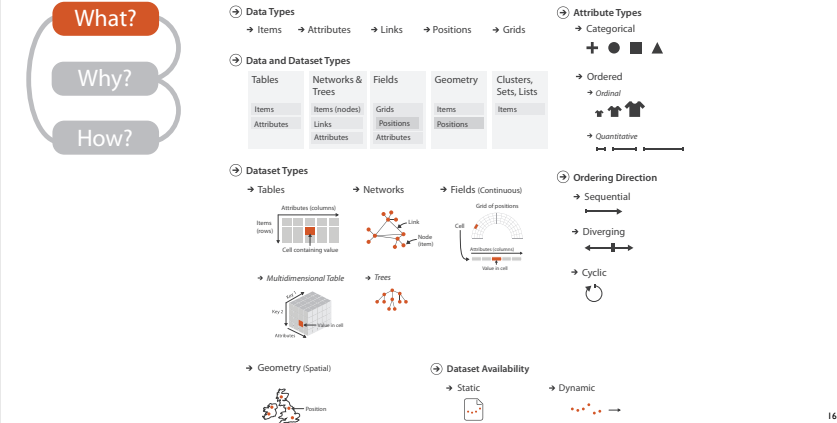 What?
Why?
How?
Data Types
Items
Attributes
Links
Positions
Grids
Data and Dataset Types
Tables
Items
Attributes
Networks &
Trees
Items (nodes)
Links
Attributes
Fields
Grids
Positions
Attributes
Geometry
Items
Positions
Clusters,
Sets, Lists
Items
Dataset Types
Tables
Attributes (columns)
Items
(rows)
Cell containing value
Networks
Link
Node
(item)
Fields (Continuous)
Grid of positions
Cell
Attributes (columns)
Value in cell
Multidimensional Table
Key 1
Key 2
Value in cell
Attributes
Trees
Geometry (Spatial)
Position
Dataset Availability
Static
Dynamic
Attribute Types
Categorical
Ordered
Ordinal
Quantitative
Ordering Direction
Sequential
Diverging
Cyclic
16